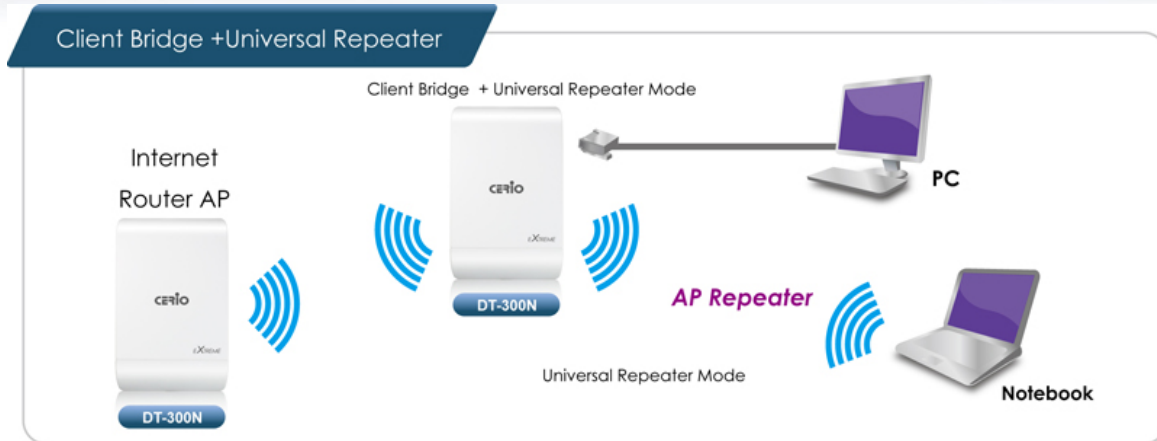 Client Bridge +Universal Repeater
Client Bridge + Universal Repeater Mode
Internet
Router AP
CERIO
eXtreme
DT-300N
PC
CERIO
eXtreme
DT-300N
AP Repeater
Universal Repeater Mode
Notebook